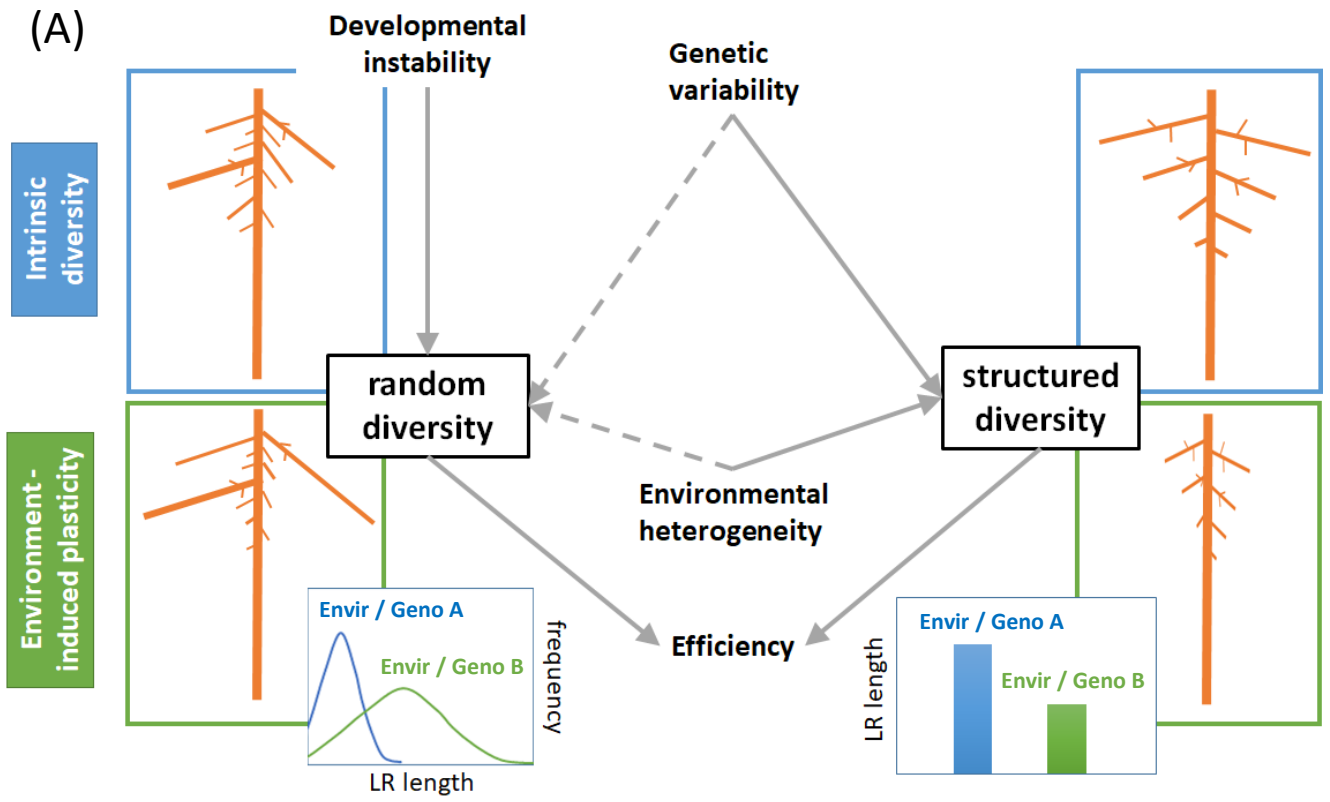 (A)
Developmental
instability
Genetic
variability
Intrinsic
diversity
random
diversity
structured
diversity
Environment -
induced plasticity
Environmental
heterogeneity
Efficiency
Envir / Geno A
Envir / Geno B
frequency
LR length
Envir / Geno A
Envir / Geno B
LR length